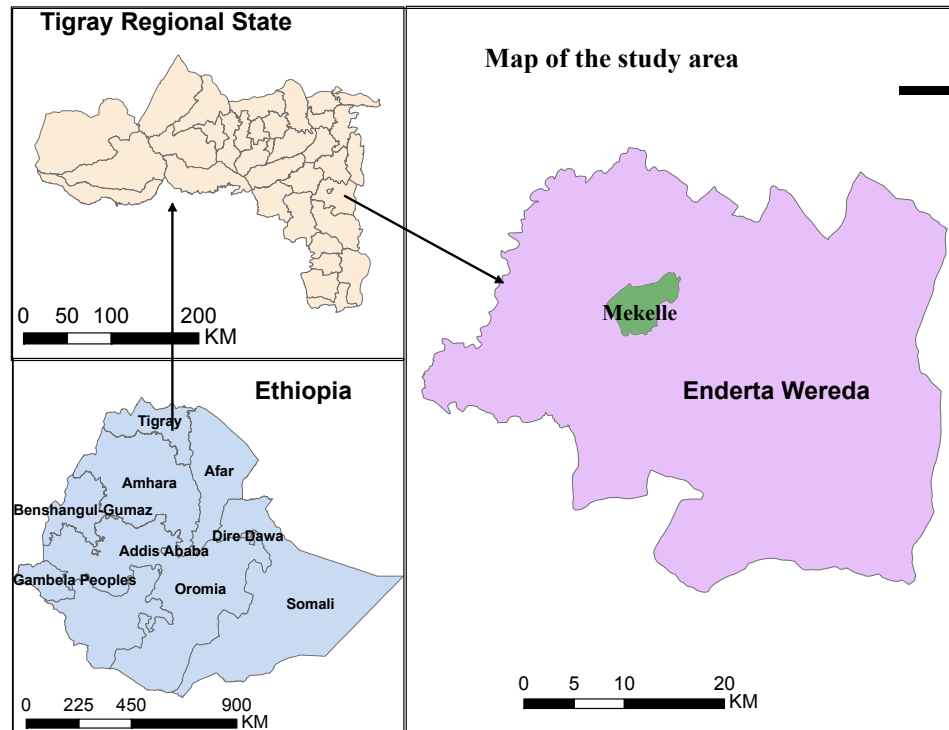 Tigray Regional State
0 50 100 200
KM
Ethiopia
Tigray
Afar
Amhara
Benshangul-Gumaz
Dire Dawa
Addis Ababa
Gambela Peoples
Oromia
Somali
0 225 450 900
KM
Map of the study area
Mekelle
Enderta Wereda
0 5 10 20
KM